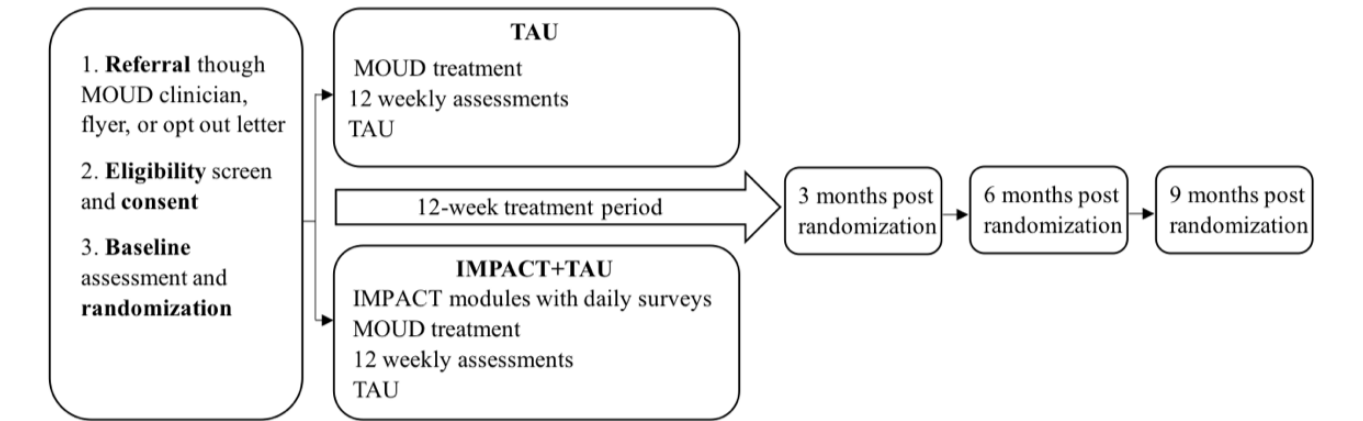 1. Referral though
MOUD clinician,
flyer, or opt out letter
2. Eligibility screen
and consent
3. Baseline
assessment and
randomization
TAU
MOUD treatment
12 weekly assessments
TAU
12-week treatment period
IMPACT+TAU
IMPACT modules with daily surveys
MOUD treatment
12 weekly assessments
TAU
3 months post
randomization
6 months post
randomization
9 months post
randomization